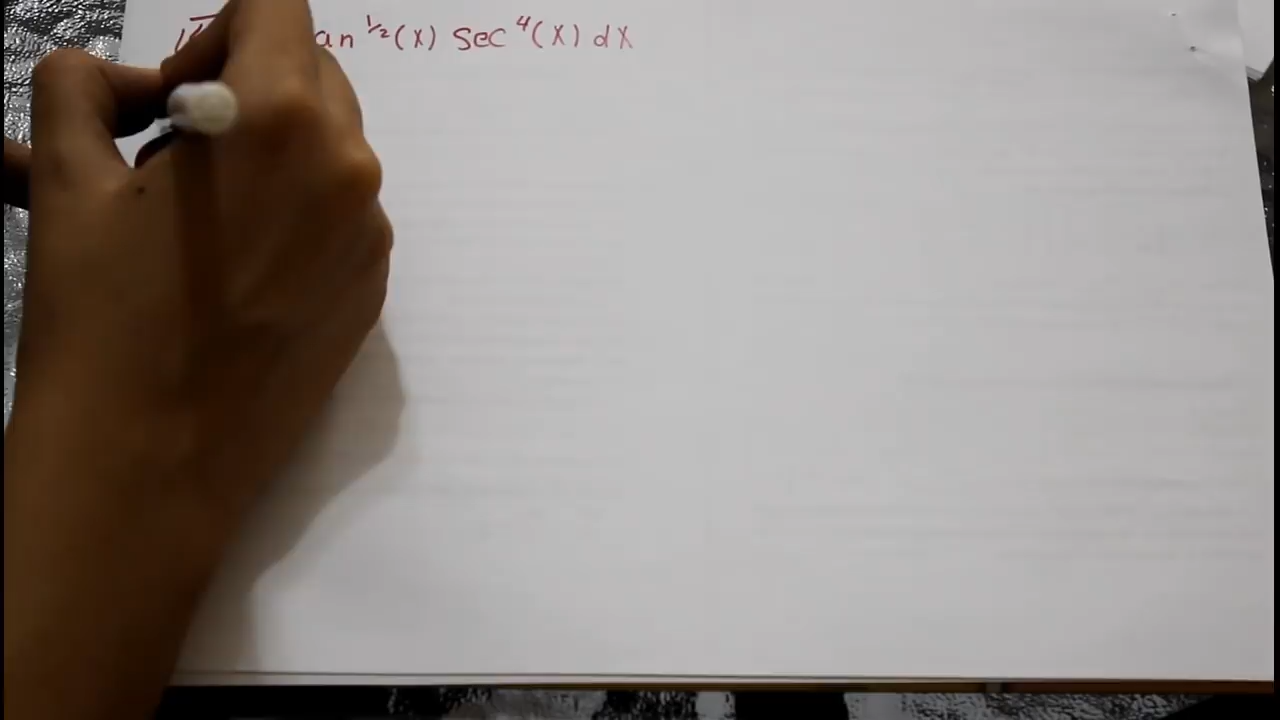 an ^1/2 (x) sec^4 (x) dx